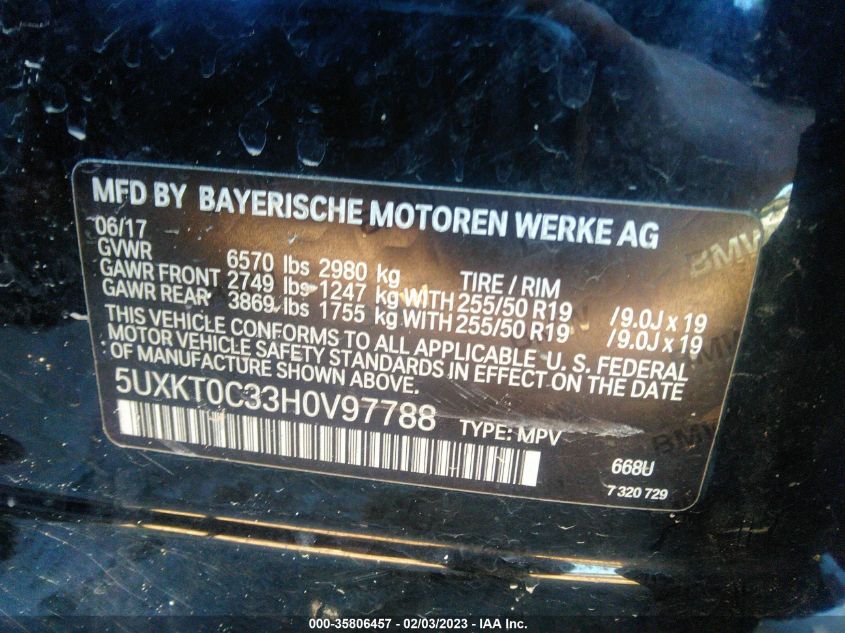 MFD BY BAYERISCHE MOTOREN WERKE AG
06/17
GVWR 6570 lbs 2980 kg TIRE / RIM
GAWR FRONT 2749 lbs 1247 kg WITH 255/50 R19 /9.0J x 19
GAWR REAR 3869 lbs 1755 kg WITH 255/50 R19 /9.0J x 19
THIS VEHICLE CONFORMS TO ALL APPLICABLE U. S. FEDERAL
MOTOR VEHICLE SAFETY STANDARDS IN EFFECT ON THE DATE
OF MANUFACTURE SHOWN ABOVE.
5UXKT0C33H0V97788 TYPE: MPV
668U
7 320 729
BMW
BMW
BMW
000-35806457 - 02/03/2023 - IAA Inc.